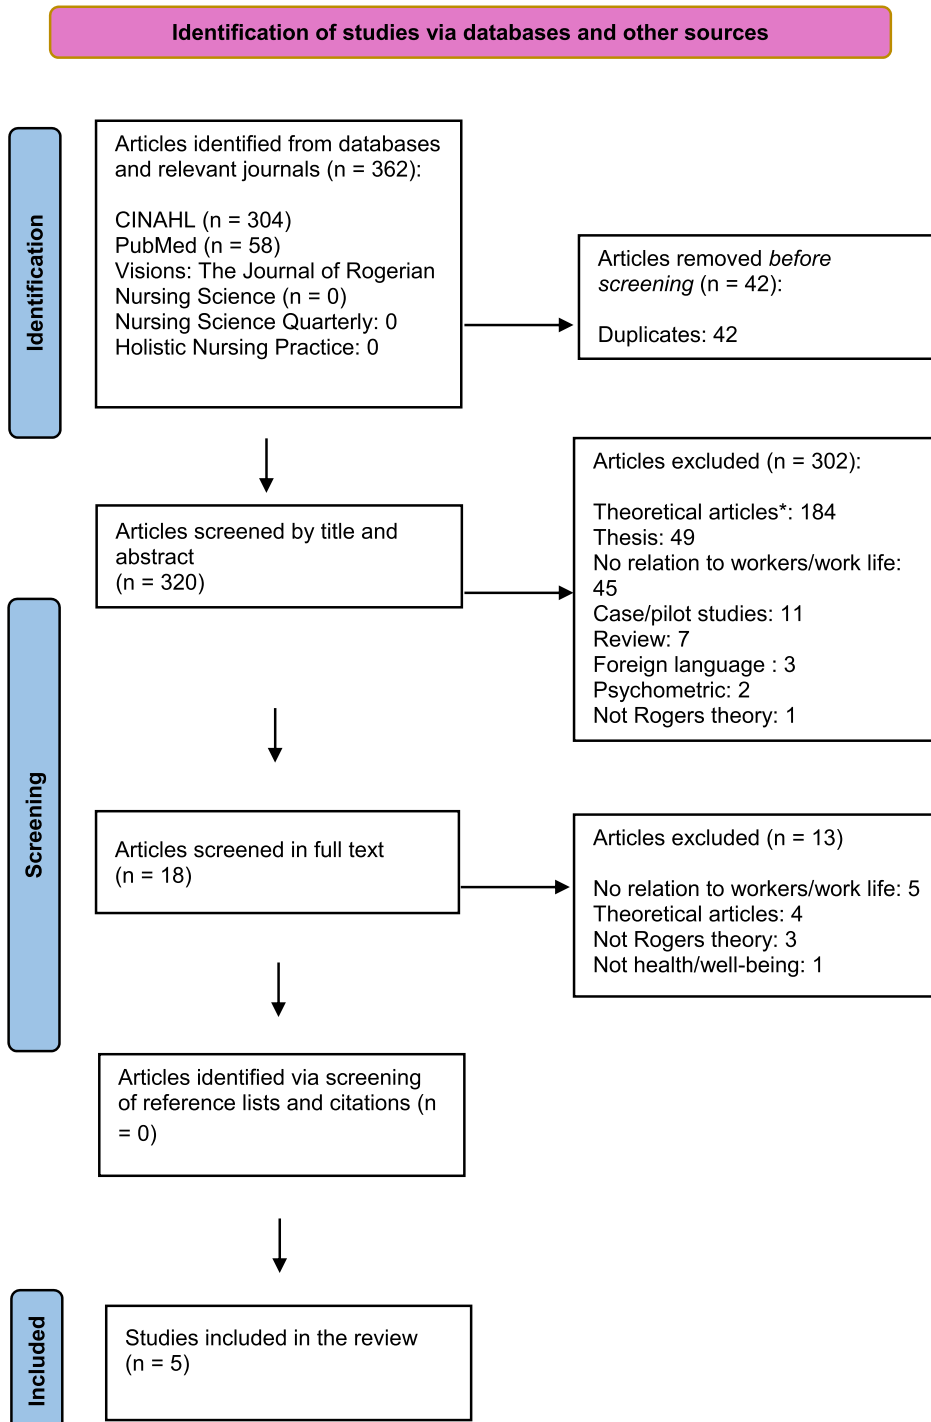 Identification of studies via databases and other sources
Identification
Articles identified from databases
and relevant journals (n = 362):
CINAHL (n = 304)
PubMed (n = 58)
Visions: The Journal of Rogerian
Nursing Science (n = 0)
Nursing Science Quarterly: 0
Holistic Nursing Practice: 0
Articles removed before
screening (n = 42):
Duplicates: 42
Screening
Articles screened by title and
abstract
(n = 320)
Articles excluded (n = 302):
Theoretical articles*: 184
Thesis: 49
No relation to workers/work life:
45
Case/pilot studies: 11
Review: 7
Foreign language : 3
Psychometric: 2
Not Rogers theory: 1
Articles screened in full text
(n = 18)
Articles excluded (n = 13)
No relation to workers/work life: 5
Theoretical articles: 4
Not Rogers theory: 3
Not health/well-being: 1
Articles identified via screening
of reference lists and citations (n
= 0)
Included
Studies included in the review
(n = 5)